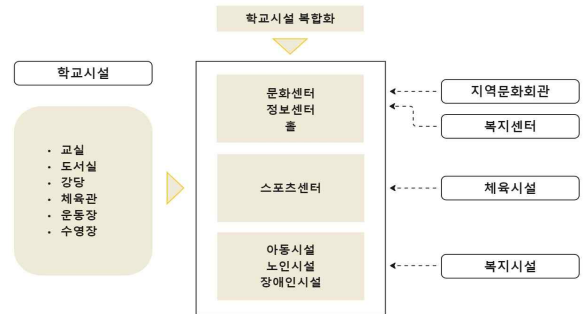 학교시설 복합화
학교시설
• 교실
• 도서실
• 강당
• 체육관
• 운동장
• 수영장
문화센터
정보센터
홀
스포츠센터
아동시설
노인시설
장애인시설
지역문화회관
복지센터
체육시설
복지시설